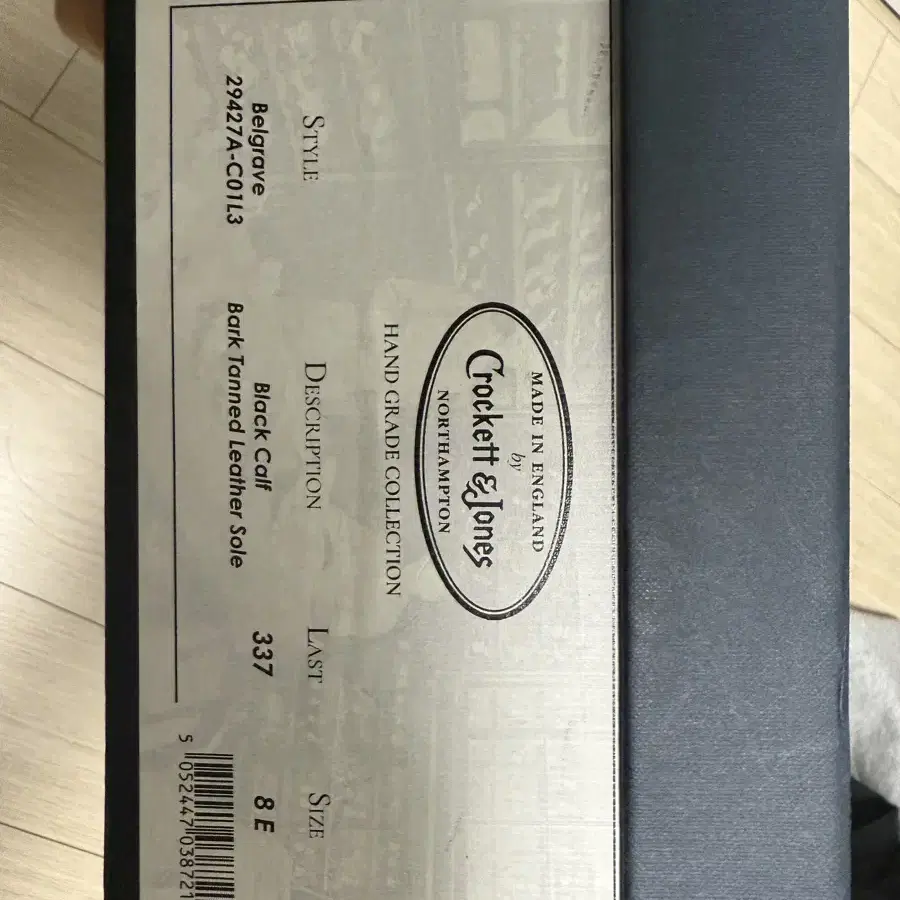 MADE IN ENGLAND
by
Crockett & Jones
NORTHAMPTON
HAND GRADE COLLECTION
STYLE DESCRIPTION LAST SIZE
Belgrave Black Calf 337 8 E
29427A-C01L3 Bark Tanned Leather Sole
5 052447 038721